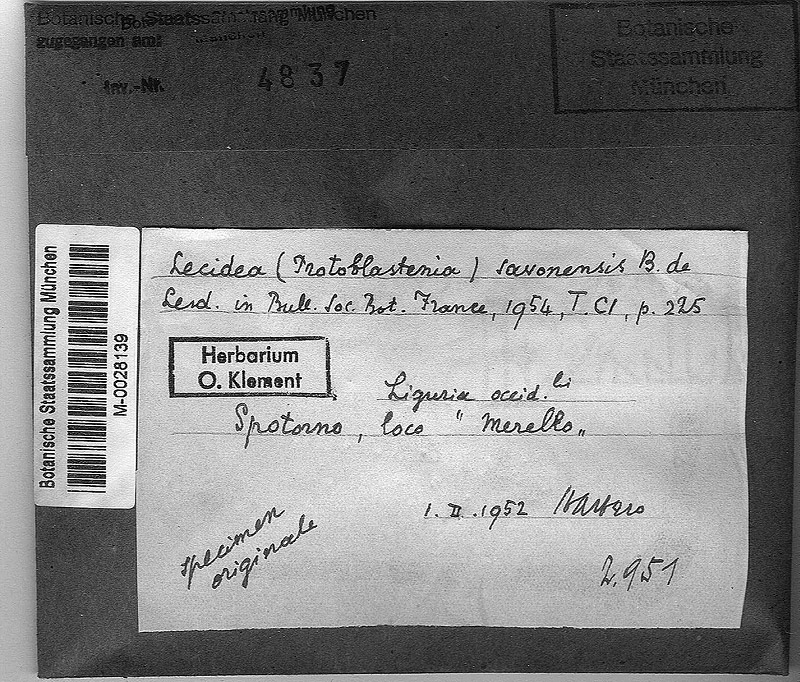 Botanische Staatssammlung München
zugegangen am:
Inv.-Nr. 4837
Botanische
Staatssammlung
München
Botanische Staatssammlung München
M-0028139
Lecidea (Protoblastenia) savonensis B. de
Lesd. in Bull. Soc. Bot. France, 1954, T. CI, p. 225
Herbarium
O. Klement
Liguria occid.li
Spotorno, loco "Merello"
1. II. 1952
specimen
originale
2.951